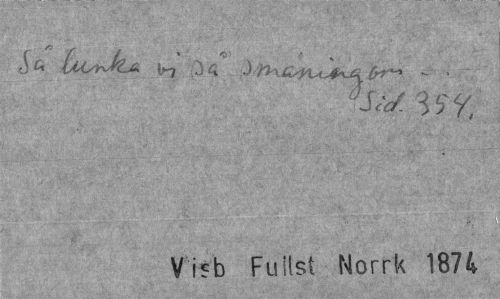 Så lunka vi så småningom ...
Sid. 354.
Visb Fullst Norrk 1874